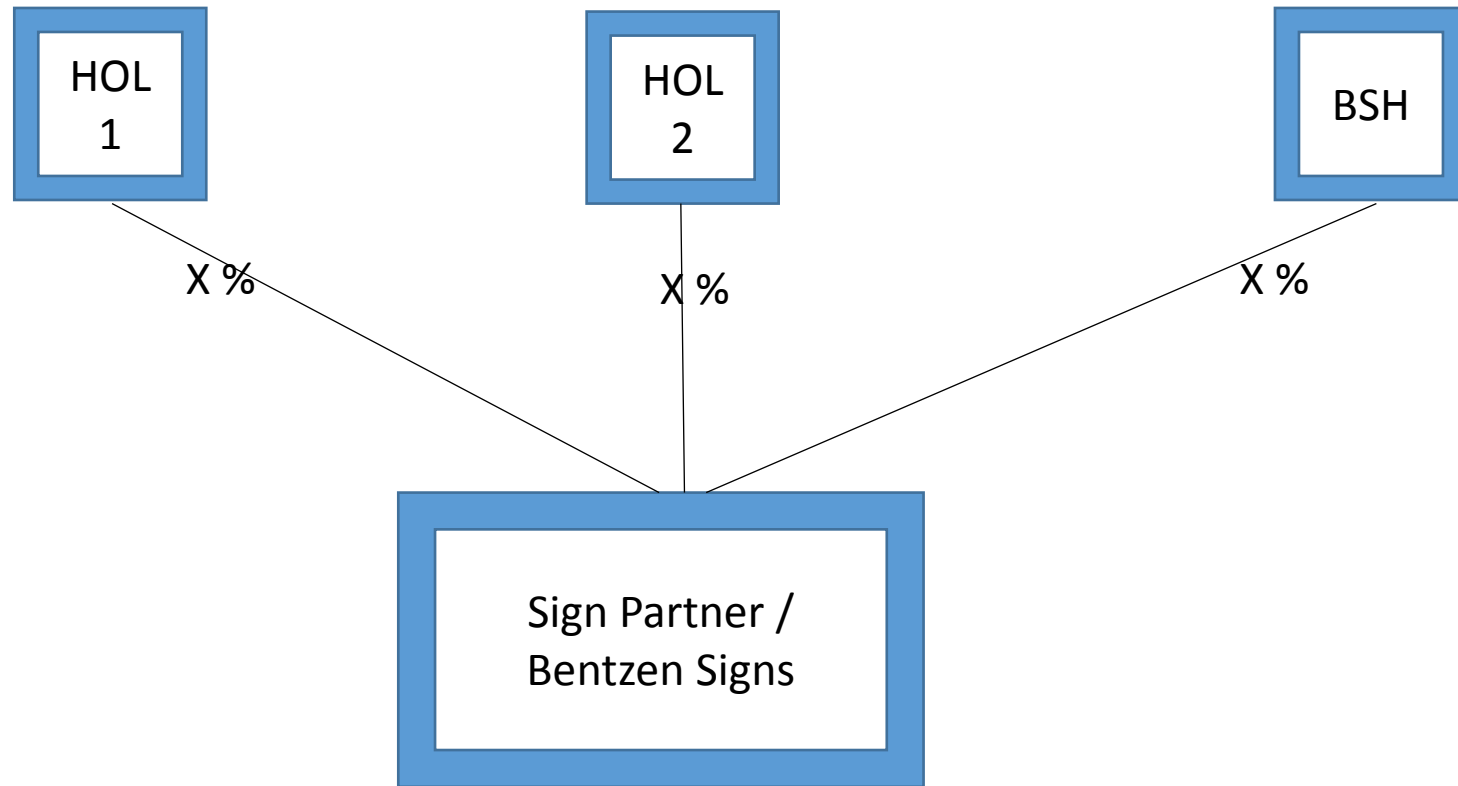 HOL
1
HOL
2
BSH
X %
X %
X %
Sign Partner /
Bentzen Signs